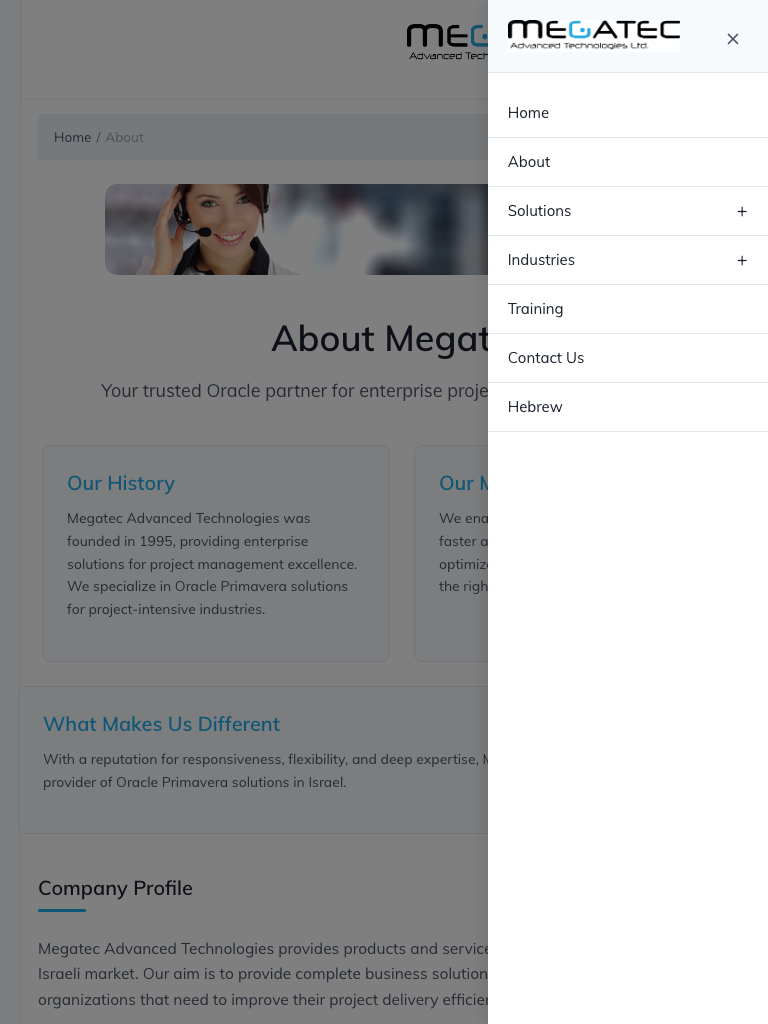 MEGATEC
Advanced Technologies Ltd.
×
Home
About
Solutions +
Industries +
Training
Contact Us
Hebrew
MEG
Advanced Tech
Home / About
About Megat
Your trusted Oracle partner for enterprise proje
Our History
Megatec Advanced Technologies was
founded in 1995, providing enterprise
solutions for project management excellence.
We specialize in Oracle Primavera solutions
for project-intensive industries.
Our M
We ena
faster a
optimize
the righ
What Makes Us Different
With a reputation for responsiveness, flexibility, and deep expertise, M
provider of Oracle Primavera solutions in Israel.
Company Profile
Megatec Advanced Technologies provides products and service
Israeli market. Our aim is to provide complete business solution
organizations that need to improve their project delivery efficien